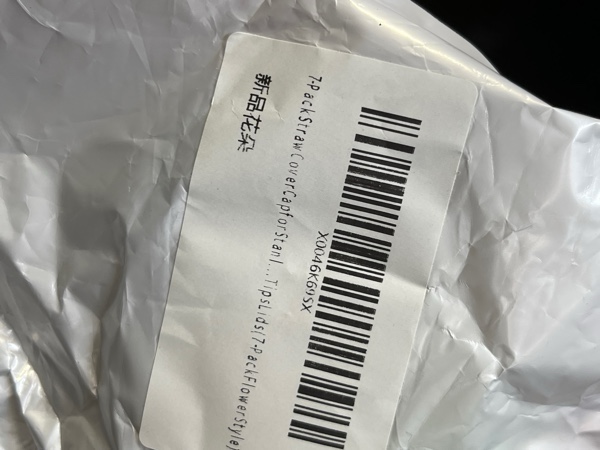 X0046K69SX
7-PackStrawCoverCapforStanl...TipsLids(7-PackFlowerStyle)
新品花朵